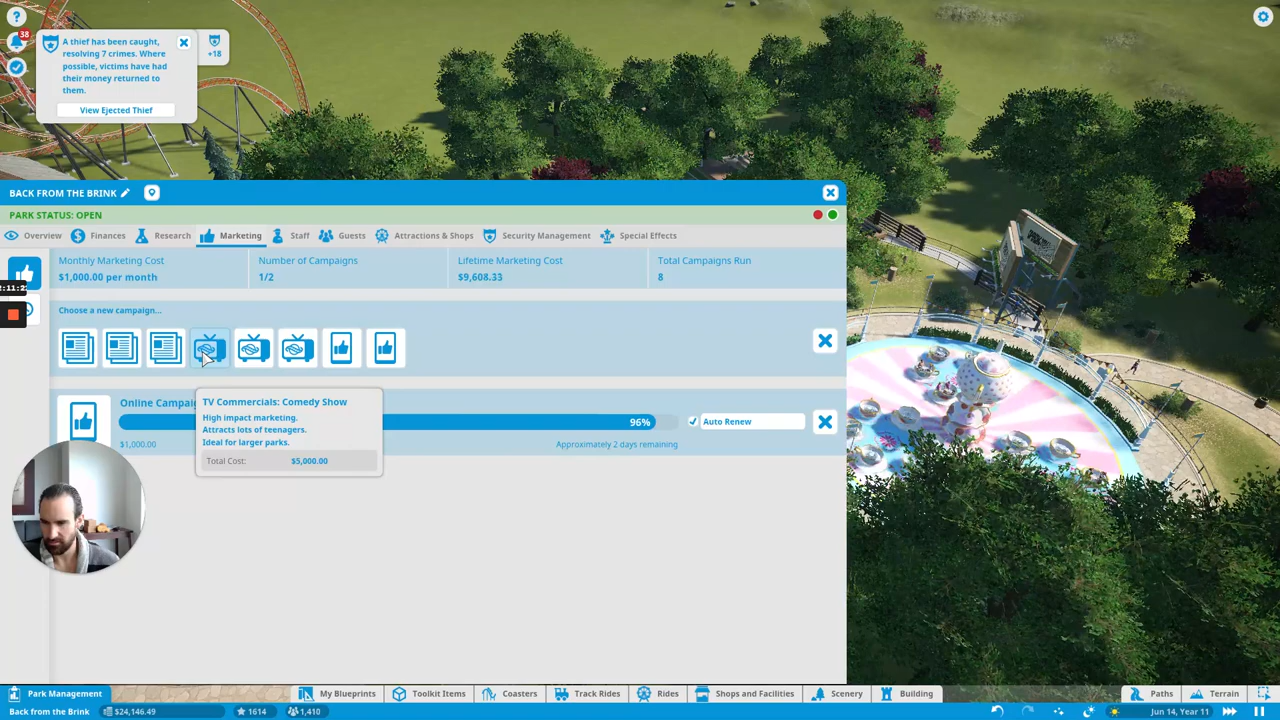 38
A thief has been caught,
resolving 7 crimes. Where
possible, victims have had
their money returned to
them.
+18
View Ejected Thief
BACK FROM THE BRINK
PARK STATUS: OPEN
Overview Finances Research Marketing Staff Guests Attractions & Shops Security Management Special Effects
Monthly Marketing Cost Number of Campaigns Lifetime Marketing Cost Total Campaigns Run
$1,000.00 per month 1/2 $9,608.33 8
Choose a new campaign...
TV Commercials: Comedy Show
High impact marketing.
Attracts lots of teenagers.
Ideal for larger parks.
Total Cost: $5,000.00
Online Campai
96% Auto Renew
$1,000.00 Approximately 2 days remaining
Park Management My Blueprints Toolkit Items Coasters Track Rides Rides Shops and Facilities Scenery Building Paths Terrain
Back from the Brink $24,146.49 1614 1,410 Jun 14, Year 11